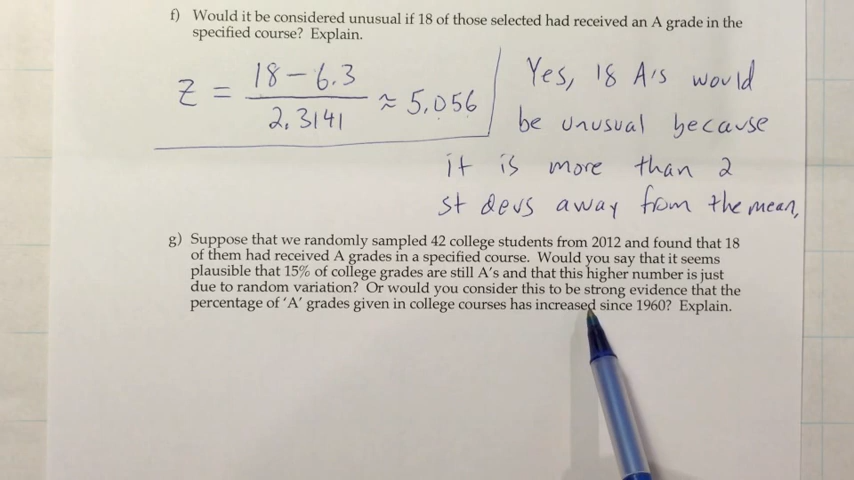 f) Would it be considered unusual if 18 of those selected had received an A grade in the
specified course? Explain.
Z = (18 - 6.3) / 2.3141 ≈ 5.056
Yes, 18 A's would
be unusual because
it is more than 2
st devs away from the mean,
g) Suppose that we randomly sampled 42 college students from 2012 and found that 18
of them had received A grades in a specified course. Would you say that it seems
plausible that 15% of college grades are still A's and that this higher number is just
due to random variation? Or would you consider this to be strong evidence that the
percentage of 'A' grades given in college courses has increased since 1960? Explain.